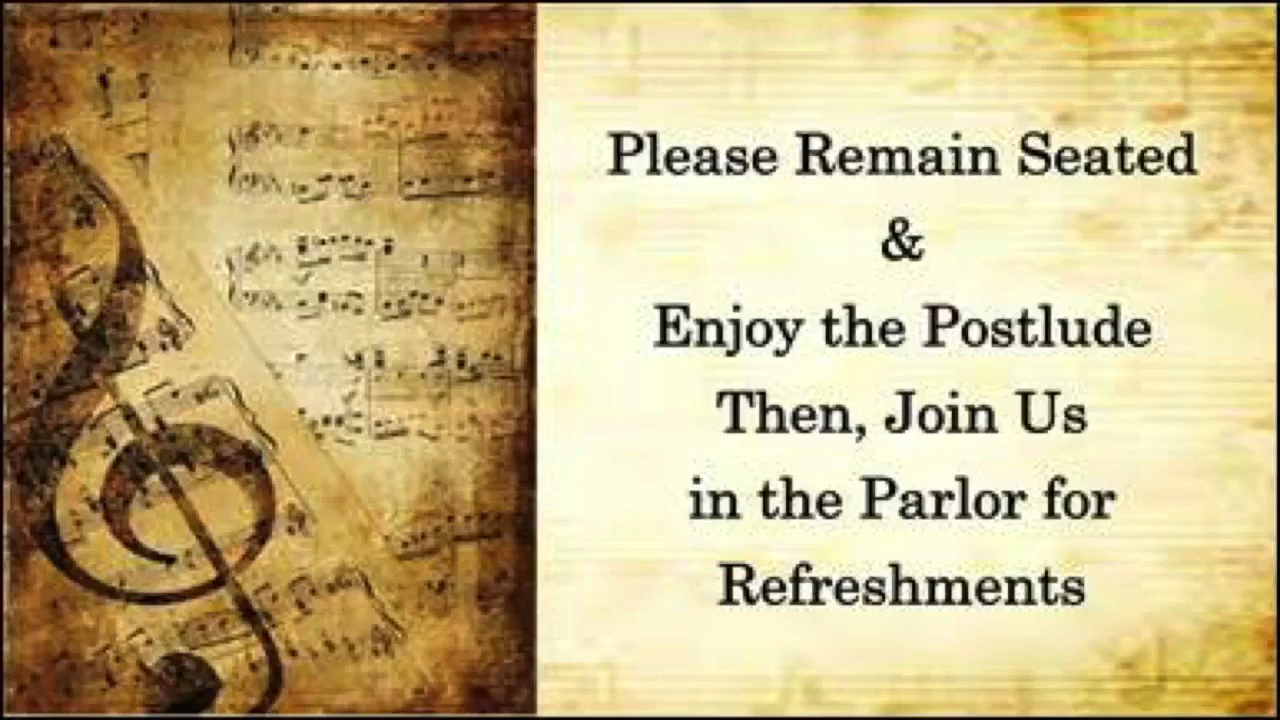 Please Remain Seated
&
Enjoy the Postlude
Then, Join Us
in the Parlor for
Refreshments